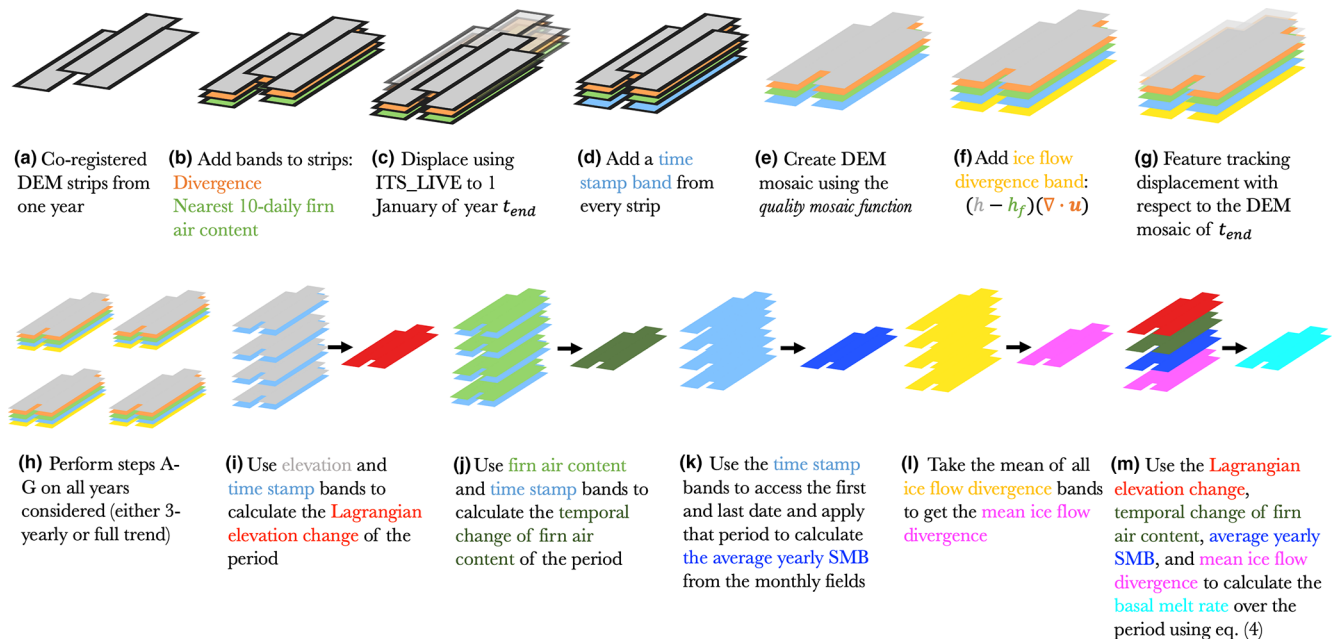 (a) Co-registered
DEM strips from
one year
(b) Add bands to strips:
Divergence
Nearest 10-daily firn
air content
(c) Displace using
ITS_LIVE to 1
January of year t_end
(d) Add a time
stamp band from
every strip
(e) Create DEM
mosaic using the
quality mosaic function
(f) Add ice flow
divergence band:
(h − h_f)(∇ · u)
(g) Feature tracking
displacement with
respect to the DEM
mosaic of t_end
(h) Perform steps A-
G on all years
considered (either 3-
yearly or full trend)
(i) Use elevation and
time stamp bands to
calculate the Lagrangian
elevation change of the
period
(j) Use firn air content
and time stamp bands to
calculate the temporal
change of firn air
content of the period
(k) Use the time stamp
bands to access the first
and last date and apply
that period to calculate
the average yearly SMB
from the monthly fields
(l) Take the mean of all
ice flow divergence bands
to get the mean ice flow
divergence
(m) Use the Lagrangian
elevation change,
temporal change of firn
air content, average yearly
SMB, and mean ice flow
divergence to calculate the
basal melt rate over the
period using eq. (4)